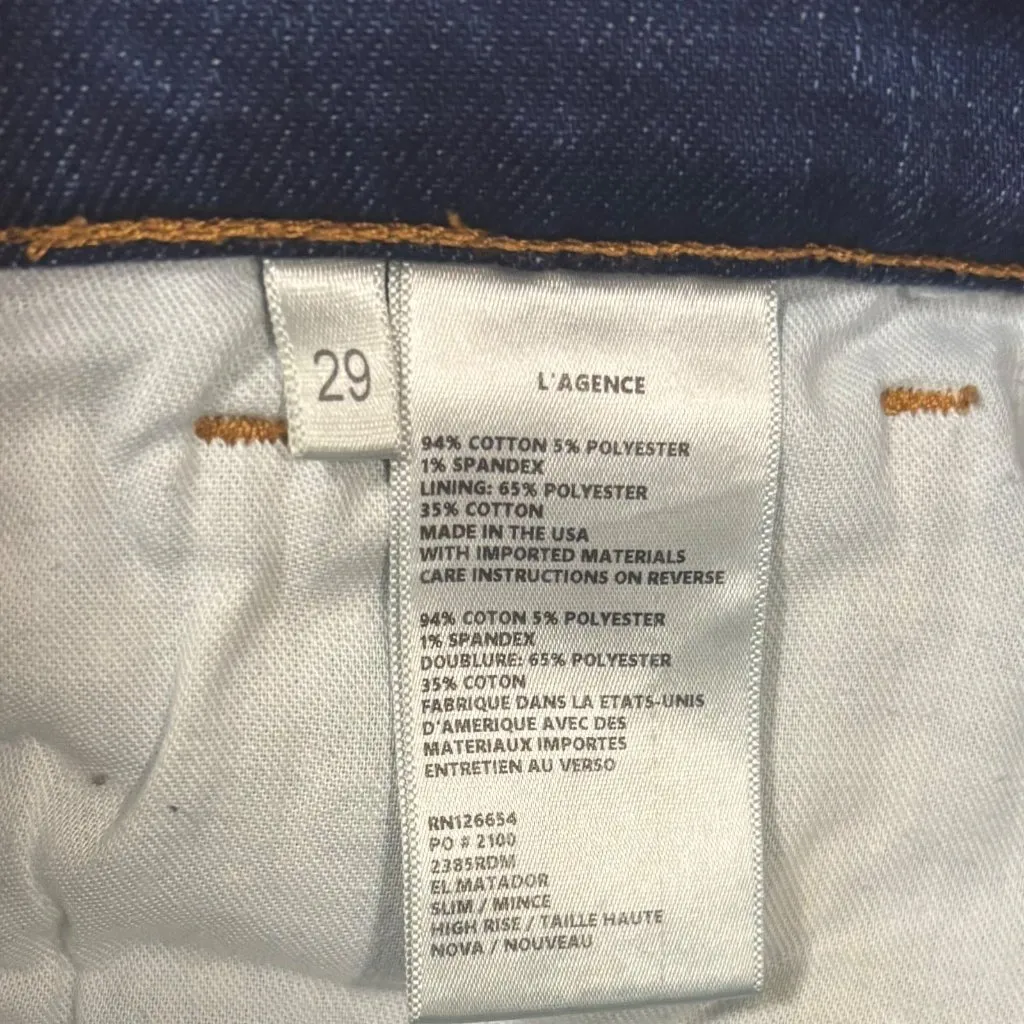 29
L'AGENCE
94% COTTON 5% POLYESTER
1% SPANDEX
LINING: 65% POLYESTER
35% COTTON
MADE IN THE USA
WITH IMPORTED MATERIALS
CARE INSTRUCTIONS ON REVERSE
94% COTON 5% POLYESTER
1% SPANDEX
DOUBLURE: 65% POLYESTER
35% COTON
FABRIQUE DANS LA ETATS-UNIS
D'AMERIQUE AVEC DES
MATERIAUX IMPORTES
ENTRETIEN AU VERSO
RN126654
PO # 2100
2385RDM
EL MATADOR
SLIM / MINCE
HIGH RISE / TAILLE HAUTE
NOVA / NOUVEAU